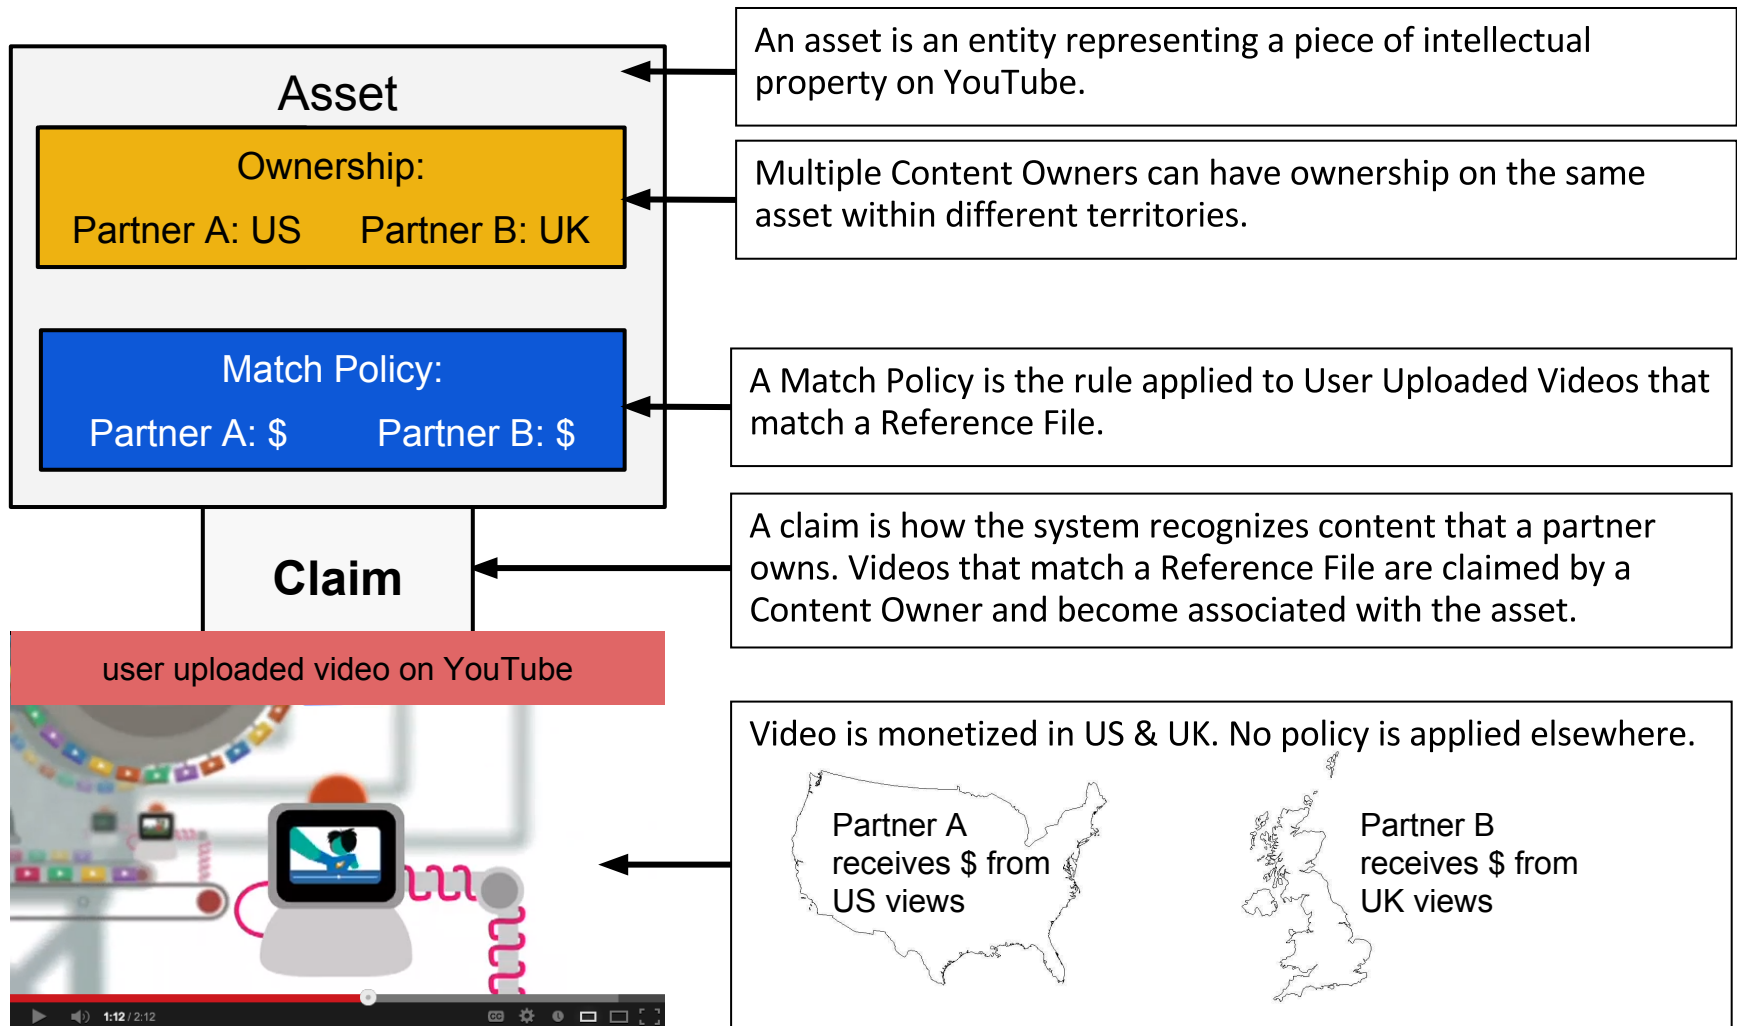 Asset
Ownership:
Partner A: US Partner B: UK
Match Policy:
Partner A: $ Partner B: $
Claim
user uploaded video on YouTube
1:12 / 2:12
CC
An asset is an entity representing a piece of intellectual
property on YouTube.
Multiple Content Owners can have ownership on the same
asset within different territories.
A Match Policy is the rule applied to User Uploaded Videos that
match a Reference File.
A claim is how the system recognizes content that a partner
owns. Videos that match a Reference File are claimed by a
Content Owner and become associated with the asset.
Video is monetized in US & UK. No policy is applied elsewhere.
Partner A
receives $ from
US views
Partner B
receives $ from
UK views